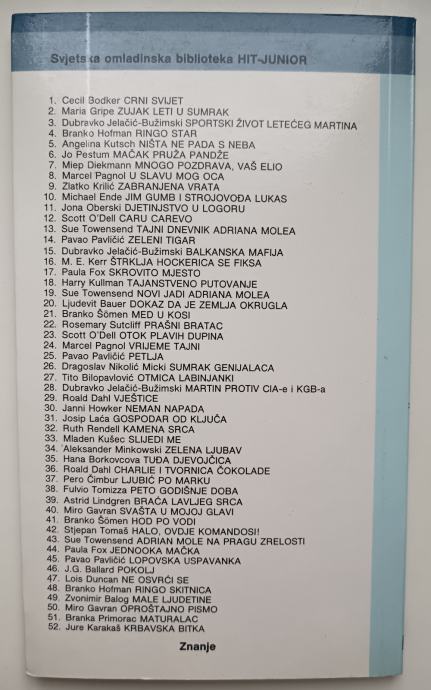 Svjetska omladinska biblioteka HIT-JUNIOR
1. Cecil Bodker CRNI SVIJET
2. Maria Gripe ZUJAK LETI U SUMRAK
3. Dubravko Jelačić-Bužimski SPORTSKI ŽIVOT LETEĆEG MARTINA
4. Branko Hofman RINGO STAR
5. Angelina Kutsch NIŠTA NE PADA S NEBA
6. Jo Pestum MAČAK PRUŽA PANDŽE
7. Miep Diekmann MNOGO POZDRAVA, VAŠ ELIO
8. Marcel Pagnol U SLAVU MOG OCA
9. Zlatko Krilić ZABRANJENA VRATA
10. Michael Ende JIM GUMB I STROJOVOĐA LUKAS
11. Jona Oberski DJETINJSTVO U LOGORU
12. Scott O'Dell CARU CAREVO
13. Sue Townsend TAJNI DNEVNIK ADRIANA MOLEA
14. Pavao Pavličić ZELENI TIGAR
15. Dubravko Jelačić-Bužimski BALKANSKA MAFIJA
16. M. E. Kerr ŠTRKLJA HOCKERICA SE FIKSA
17. Paula Fox SKROVITO MJESTO
18. Harry Kullman TAJANSTVENO PUTOVANJE
19. Sue Towensend NOVI JADI ADRIANA MOLEA
20. Ljudevit Bauer DOKAZ DA JE ZEMLJA OKRUGLA
21. Branko Šömen MED U KOSI
22. Rosemary Sutcliff PRAŠNI BRATAC
23. Scott O'Dell OTOK PLAVIH DUPINA
24. Marcel Pagnol VRIJEME TAJNI
25. Pavao Pavličić PETLJA
26. Dragoslav Nikolić Micki SUMRAK GENIJALACA
27. Tito Bilopavlović OTMICA LABINJANKI
28. Dubravko Jelačić-Bužimski MARTIN PROTIV CIA-e i KGB-a
29. Roald Dahl VJEŠTICE
30. Janni Howker NEMAN NAPADA
31. Josip Laća GOSPODAR OD KLJUČA
32. Ruth Rendell KAMENA SRCA
33. Mladen Kušec SLIJEDI ME
34. Aleksander Minkowski ZELENA LJUBAV
35. Hana Borkovcova TUĐA DJEVOJČICA
36. Roald Dahl CHARLIE I TVORNICA ČOKOLADE
37. Pero Čimbur LJUBIĆ PO MARKU
38. Fulvio Tomizza PETO GODIŠNJE DOBA
39. Astrid Lindgren BRAĆA LAVLJEG SRCA
40. Miro Gavran SVAŠTA U MOJOJ GLAVI
41. Branko Šömen HOD PO VODI
42. Stjepan Tomaš HALO, OVDJE KOMANDOSI!
43. Sue Towensend ADRIAN MOLE NA PRAGU ZRELOSTI
44. Paula Fox JEDNOOKA MAČKA
45. Pavao Pavličić LOPOVSKA USPAVANKA
46. J.G. Ballard POKOLJ
47. Lois Duncan NE OSVRĆI SE
48. Branko Hofman RINGO SKITNICA
49. Zvonimir Balog MALE LJUDETINE
50. Miro Gavran OPROŠTAJNO PISMO
51. Branka Primorac MATURALAC
52. Jure Karakaš KRBAVSKA BITKA
Znanje